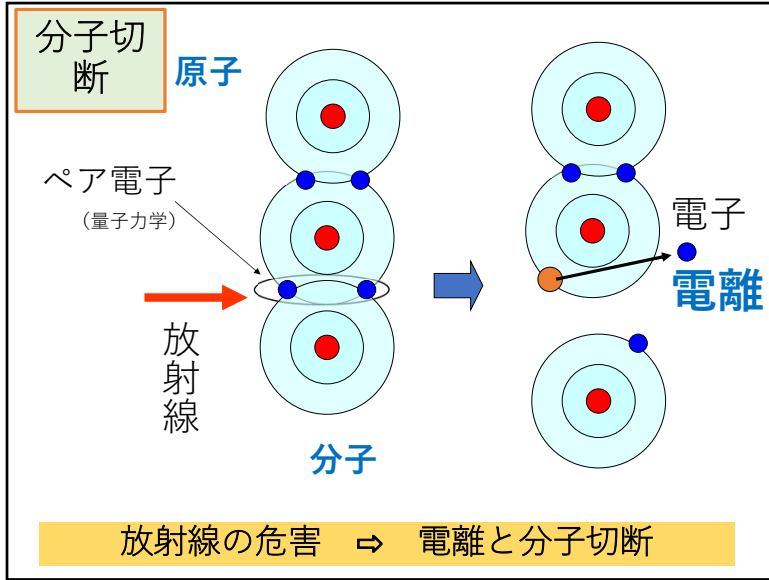 分子切
断
原子
ペア電子
（量子力学）
放射線
分子
電子
電離
放射線の危害　⇨　電離と分子切断